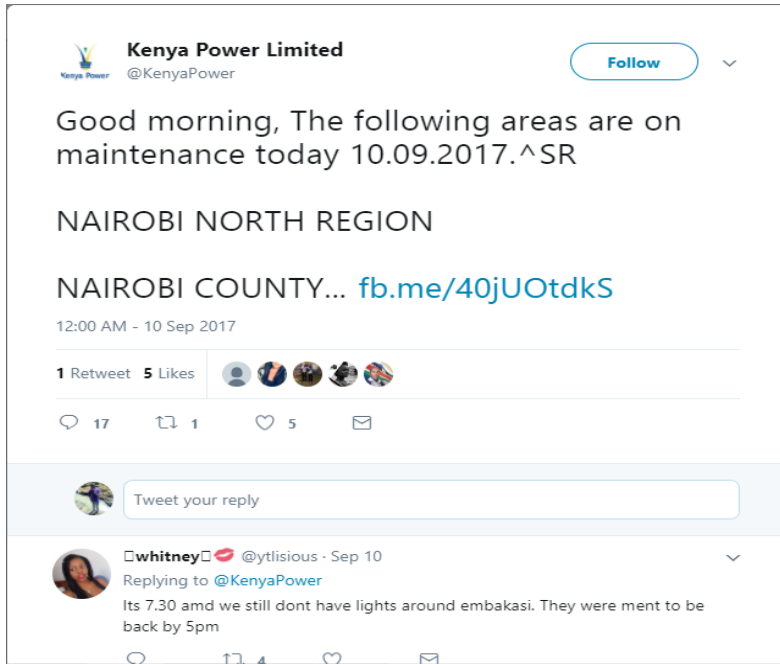 Kenya Power Limited
Kenya Power
@KenyaPower
Follow
Good morning, The following areas are on
maintenance today 10.09.2017.^SR
NAIROBI NORTH REGION
NAIROBI COUNTY... fb.me/40jUOtdkS
12:00 AM - 10 Sep 2017
1 Retweet 5 Likes
17 1 5
Tweet your reply
whitney @ytlisious · Sep 10
Replying to @KenyaPower
Its 7.30 amd we still dont have lights around embakasi. They were ment to be
back by 5pm
4